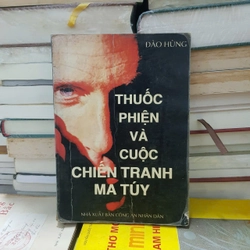 ĐÀO HÙNG
THUỐC
PHIỆN
VÀ
CUỘC
CHIẾN TRANH
MA TÚY
NHÀ XUẤT BẢN CÔNG AN NHÂN DÂN